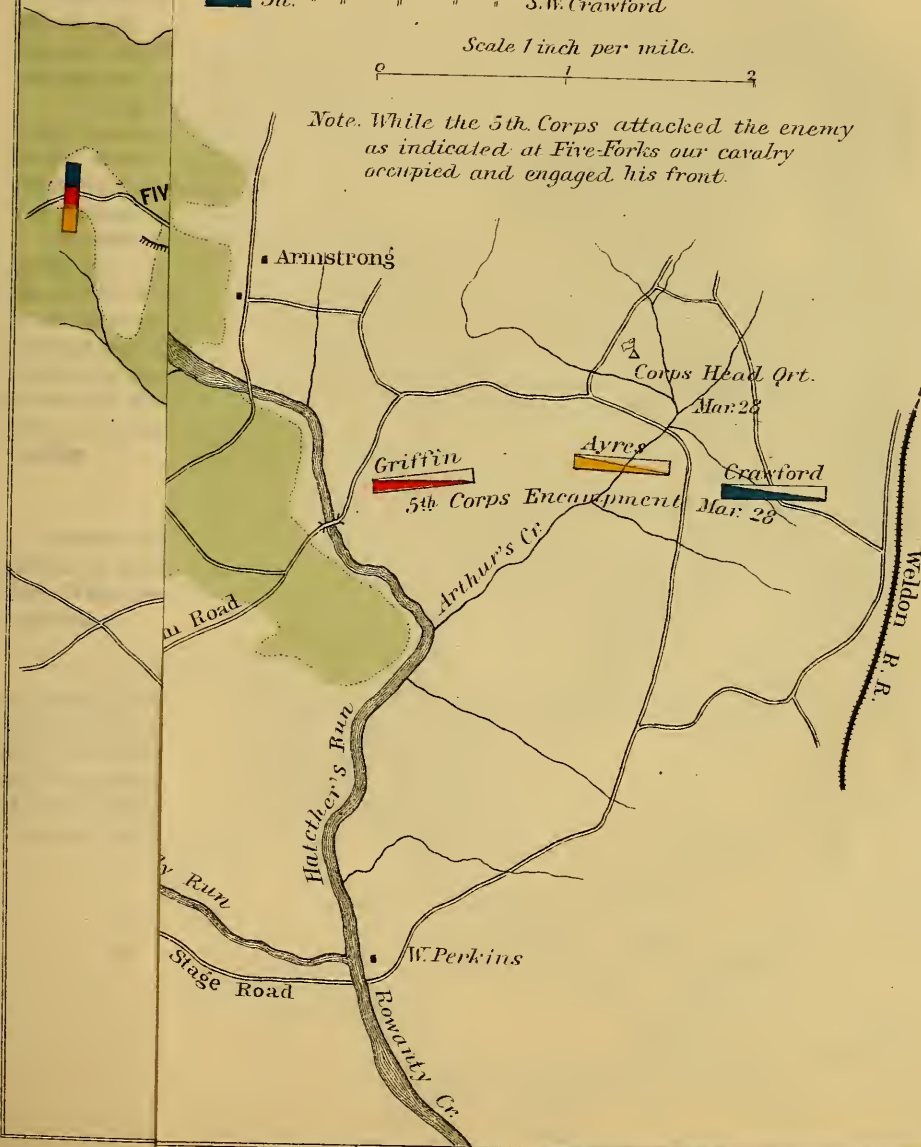 3d. " " " " S.W. Crawford
Scale 1 inch per mile.
0 1 2
Note. While the 5th. Corps attacked the enemy
as indicated at Five-Forks our cavalry
occupied and engaged his front.
FIV
Armstrong
Corps Head Qrt.
Mar. 28
Griffin
Ayres
Crawford
5th Corps Encampment Mar. 28
Arthur's Cr.
m Road
Weldon R.R.
Hatcther's Run
y Run
W. Perkins
Stage Road
Rowanty Cr.